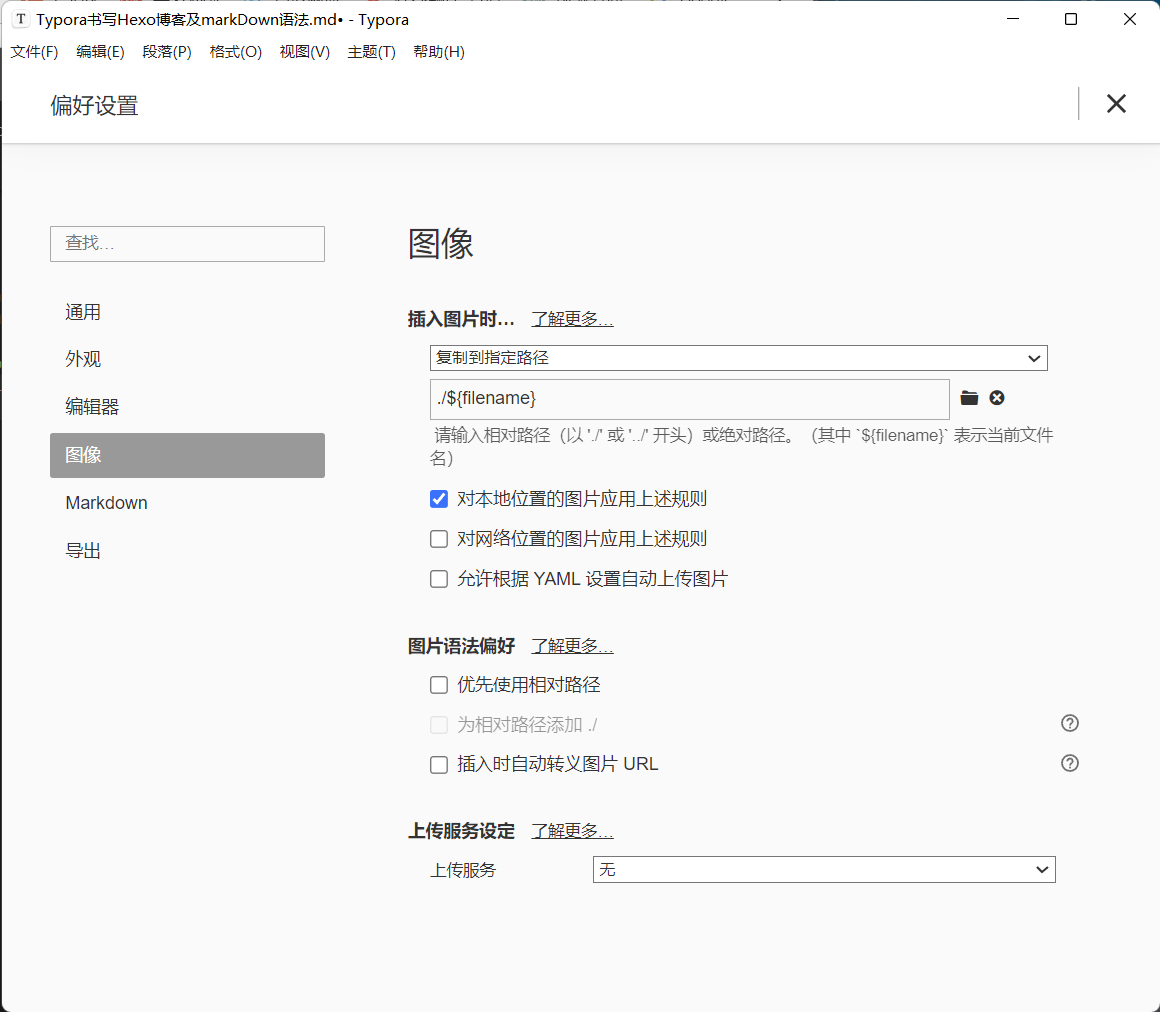 T Typora书写Hexo博客及markDown语法.md• - Typora
文件(F) 编辑(E) 段落(P) 格式(O) 视图(V) 主题(T) 帮助(H)
偏好设置
查找...
通用
外观
编辑器
图像
Markdown
导出
图像
插入图片时... 了解更多...
复制到指定路径
./${filename}
请输入相对路径（以 './' 或 '../' 开头）或绝对路径。（其中 `${filename}` 表示当前文件
名）
对本地位置的图片应用上述规则
对网络位置的图片应用上述规则
允许根据 YAML 设置自动上传图片
图片语法偏好 了解更多...
优先使用相对路径
为相对路径添加 ./
插入时自动转义图片 URL
上传服务设定 了解更多...
上传服务 无